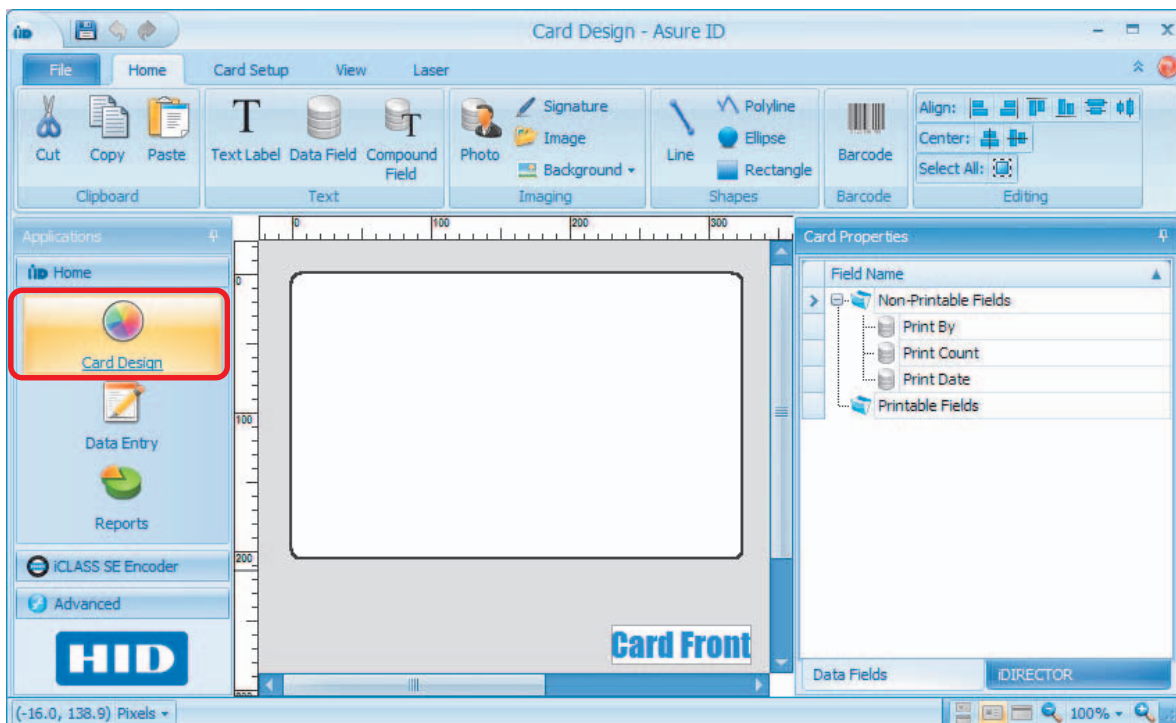 Card Design - Asure ID
File Home Card Setup View Laser
Cut Copy Paste
Clipboard
Text Label Data Field Compound Field
Text
Photo Signature
Image
Background
Imaging
Line Polyline
Ellipse
Rectangle
Shapes
Barcode
Barcode
Align:
Center:
Select All:
Editing
Applications
iID Home
Card Design
Data Entry
Reports
iCLASS SE Encoder
Advanced
HID
0 100 200 300
0
100
200
Card Front
Card Properties
Field Name
Non-Printable Fields
Print By
Print Count
Print Date
Printable Fields
Data Fields iDIRECTOR
(-16.0, 138.9) Pixels
100%